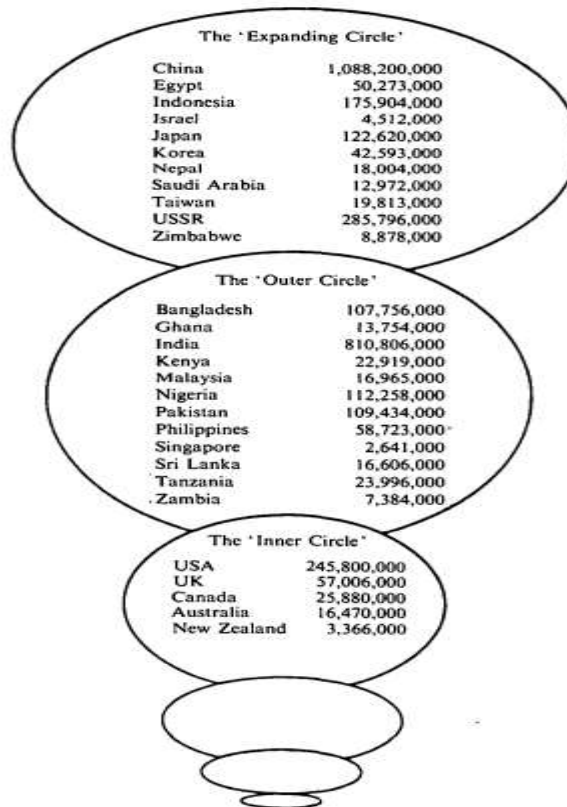 The 'Expanding Circle'
China 1,088,200,000
Egypt 50,273,000
Indonesia 175,904,000
Israel 4,512,000
Japan 122,620,000
Korea 42,593,000
Nepal 18,004,000
Saudi Arabia 12,972,000
Taiwan 19,813,000
USSR 285,796,000
Zimbabwe 8,878,000
The 'Outer Circle'
Bangladesh 107,756,000
Ghana 13,754,000
India 810,806,000
Kenya 22,919,000
Malaysia 16,965,000
Nigeria 112,258,000
Pakistan 109,434,000
Philippines 58,723,000
Singapore 2,641,000
Sri Lanka 16,606,000
Tanzania 23,996,000
Zambia 7,384,000
The 'Inner Circle'
USA 245,800,000
UK 57,006,000
Canada 25,880,000
Australia 16,470,000
New Zealand 3,366,000